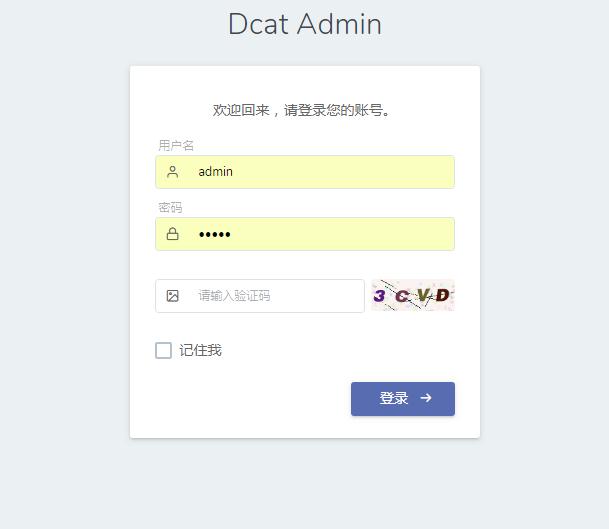 Dcat Admin
欢迎回来，请登录您的账号。
用户名
admin
密码
•••••
请输入验证码
3CVD
记住我
登录 →